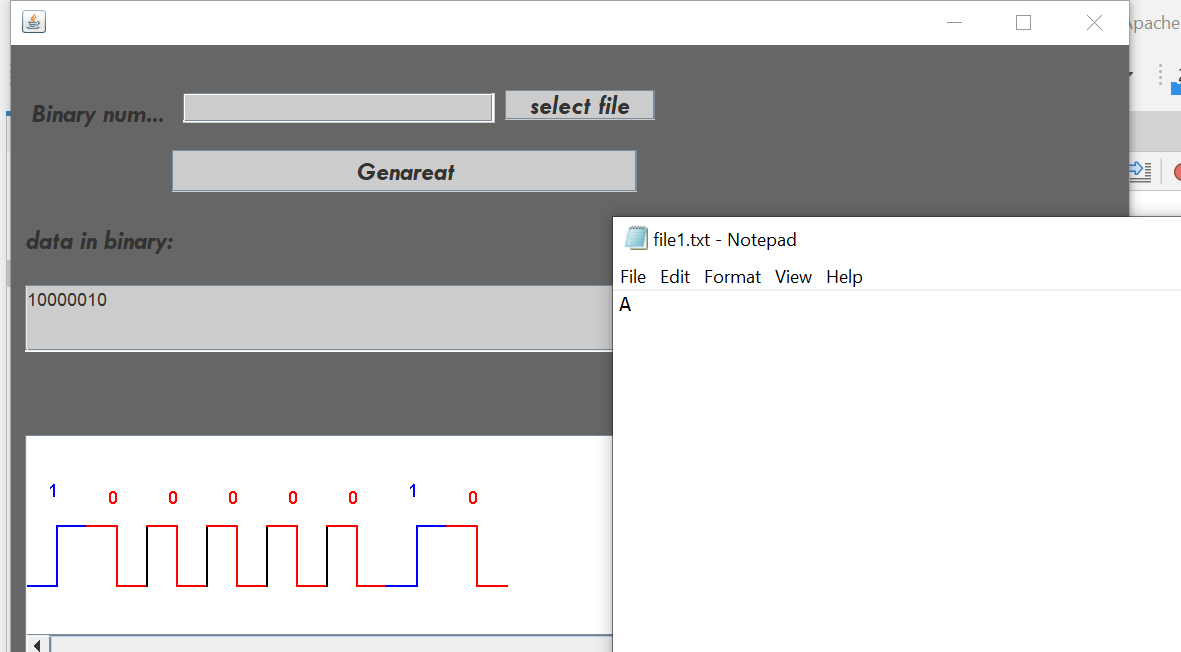 Apache
Binary num...
select file
Genareat
data in binary:
10000010
1 0 0 0 0 0 1 0
file1.txt - Notepad
File Edit Format View Help
A